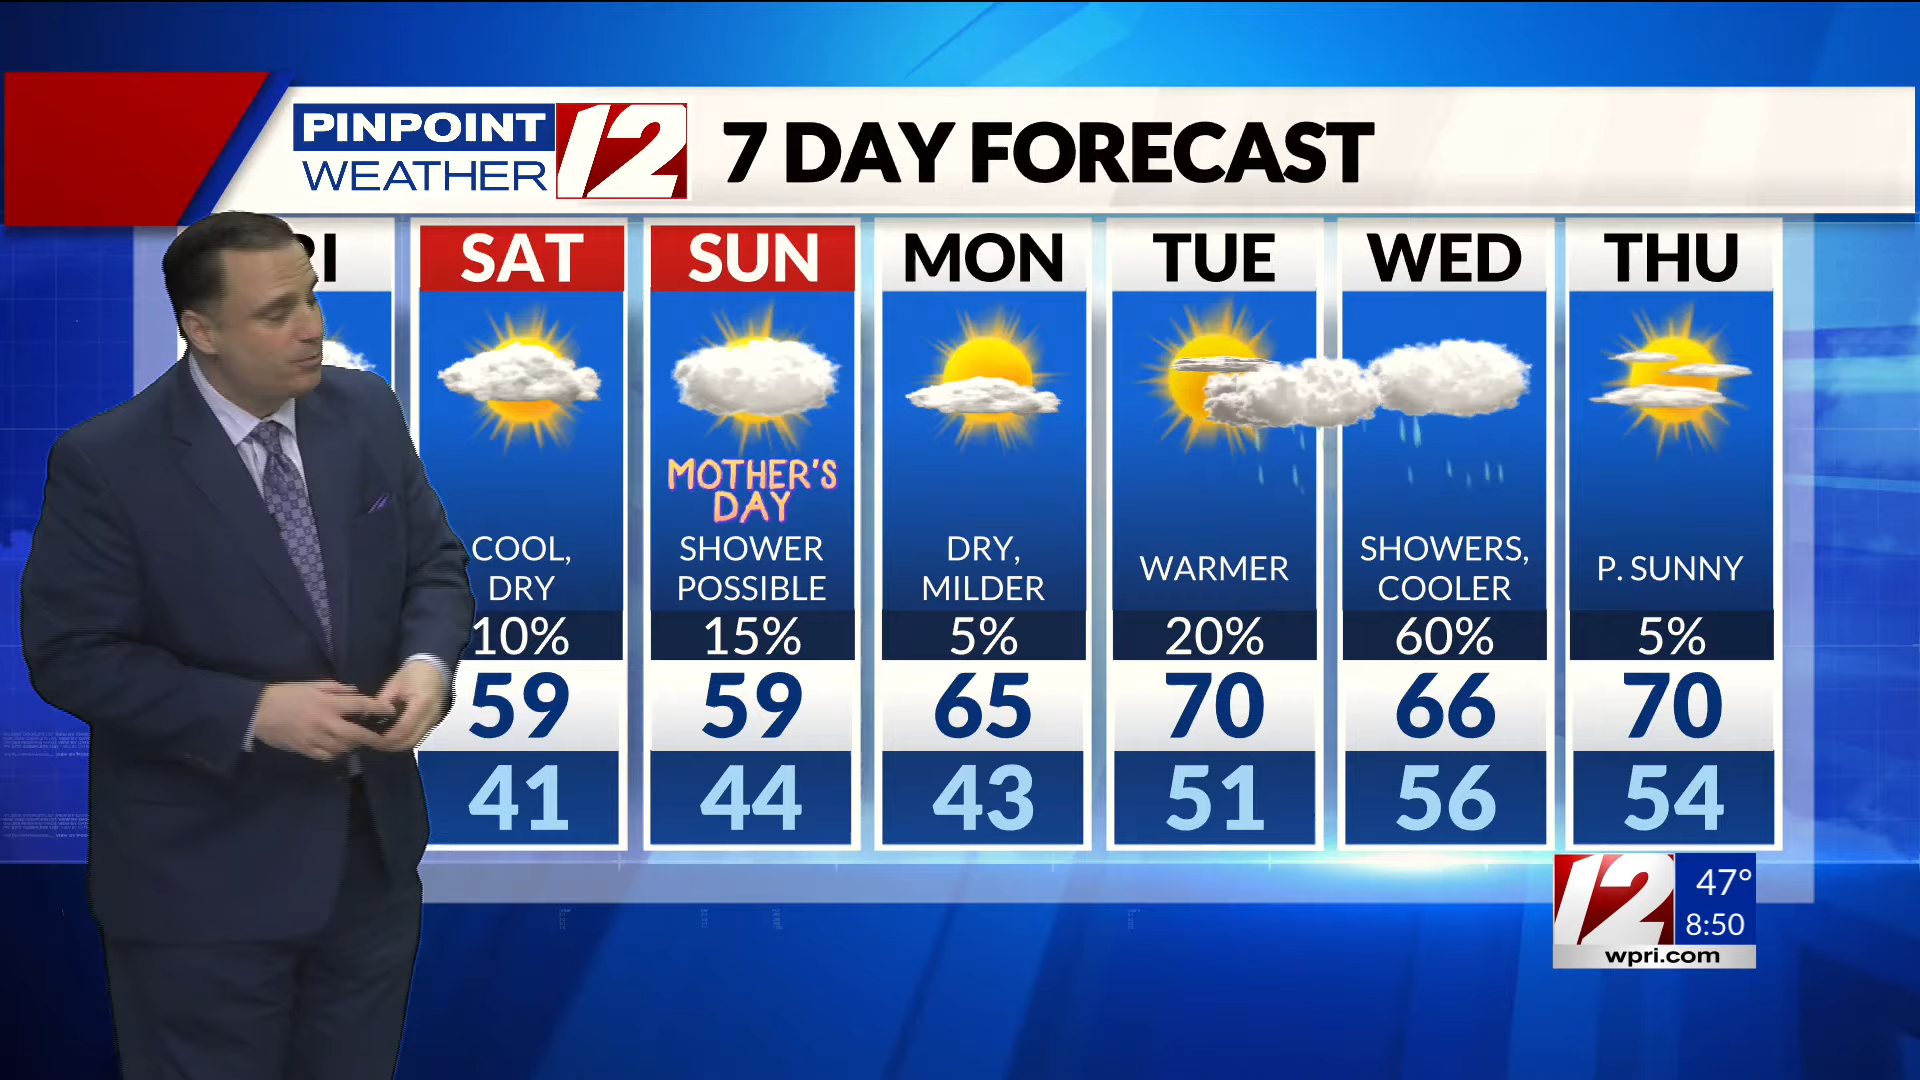 PINPOINT
WEATHER
12
7 DAY FORECAST
SAT
SUN
MON
TUE
WED
THU
MOTHER'S
DAY
COOL,
DRY
SHOWER
POSSIBLE
DRY,
MILDER
WARMER
SHOWERS,
COOLER
P. SUNNY
10%
15%
5%
20%
60%
5%
59
59
65
70
66
70
41
44
43
51
56
54
12
47°
8:50
wpri.com